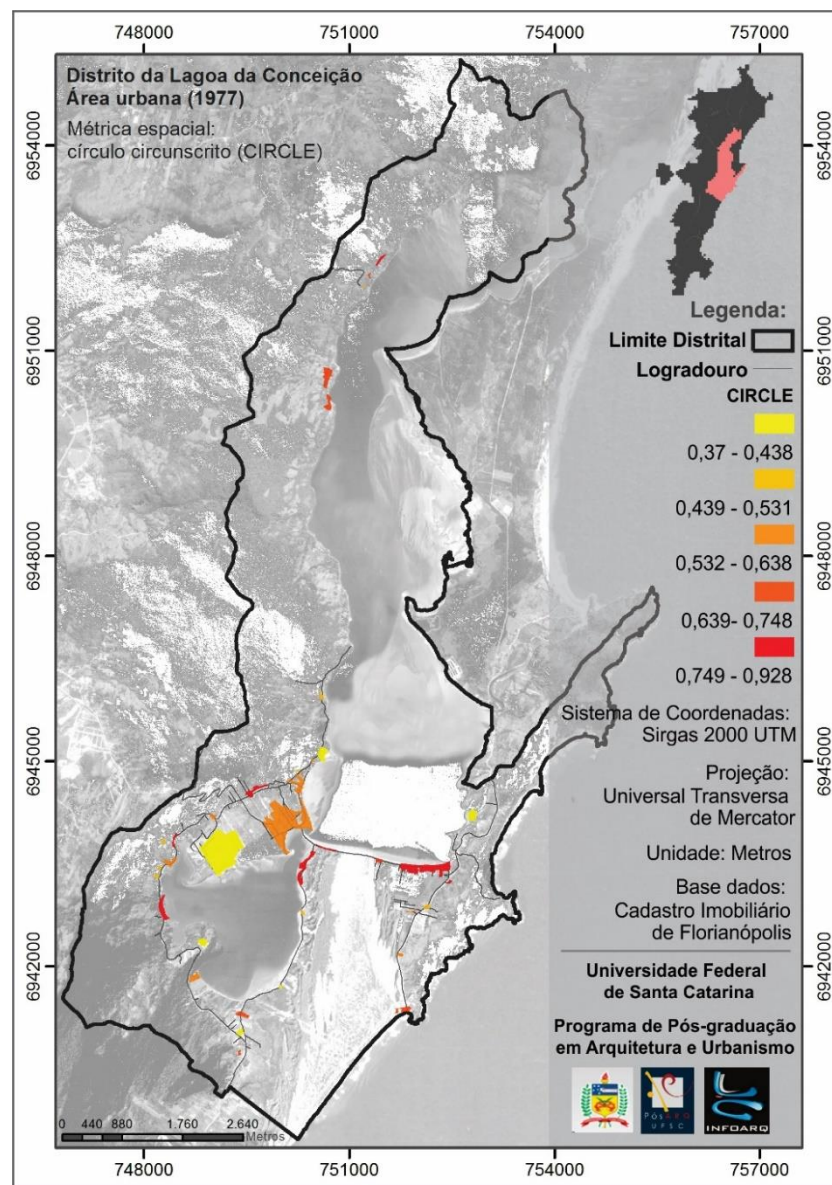 748000 751000 754000 757000
Distrito da Lagoa da Conceição
Área urbana (1977)
Métrica espacial:
círculo circunscrito (CIRCLE)
6954000
6954000
6951000
6951000
6948000
6948000
6945000
6945000
6942000
6942000
Legenda:
Limite Distrital
Logradouro
CIRCLE
0,37 - 0,438
0,439 - 0,531
0,532 - 0,638
0,639- 0,748
0,749 - 0,928
Sistema de Coordenadas:
Sirgas 2000 UTM
Projeção:
Universal Transversa
de Mercator
Unidade: Metros
Base dados:
Cadastro Imobiliário
de Florianópolis
Universidade Federal
de Santa Catarina
Programa de Pós-graduação
em Arquitetura e Urbanismo
PósARQ
UFSC
INFOARQ
0 440 880 1.760 2.640
Metros
748000 751000 754000 757000